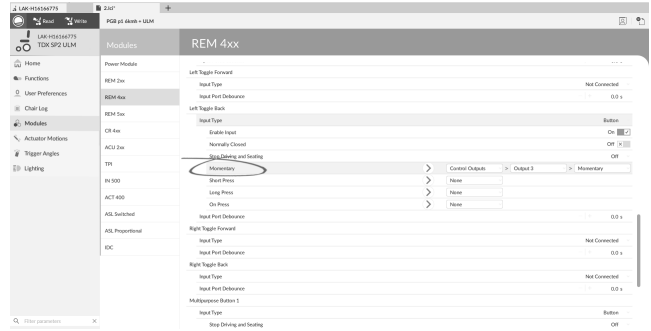 LAK-H16166775
2.lci*
+
Read
Write
PGB p5 6kmh + ULM
LAK-H16166775
TDX SP2 ULM
Home
Functions
User Preferences
Chair Log
Modules
Actuator Motions
Trigger Angles
Lighting
Filter parameters
Modules
Power Module
REM 2xx
REM 4xx
REM 5xx
CR 4xx
ACU 2xx
TPI
IN 500
ACT 400
ASL Switched
ASL Proportional
IOC
REM 4xx
Left Toggle Forward
Input Type Not Connected
Input Port Debounce 0.0 s
Left Toggle Back
Input Type Button
Enable Input On
Normally Closed Off
Stop Driving and Seating Off
Momentary Control Outputs > Output 3 > Momentary
Short Press None
Long Press None
On Press None
Input Port Debounce 0.0 s
Right Toggle Forward
Input Type Not Connected
Input Port Debounce 0.0 s
Right Toggle Back
Input Type Not Connected
Input Port Debounce 0.0 s
Multipurpose Button 1
Input Type Button
Stop Driving and Seating Off